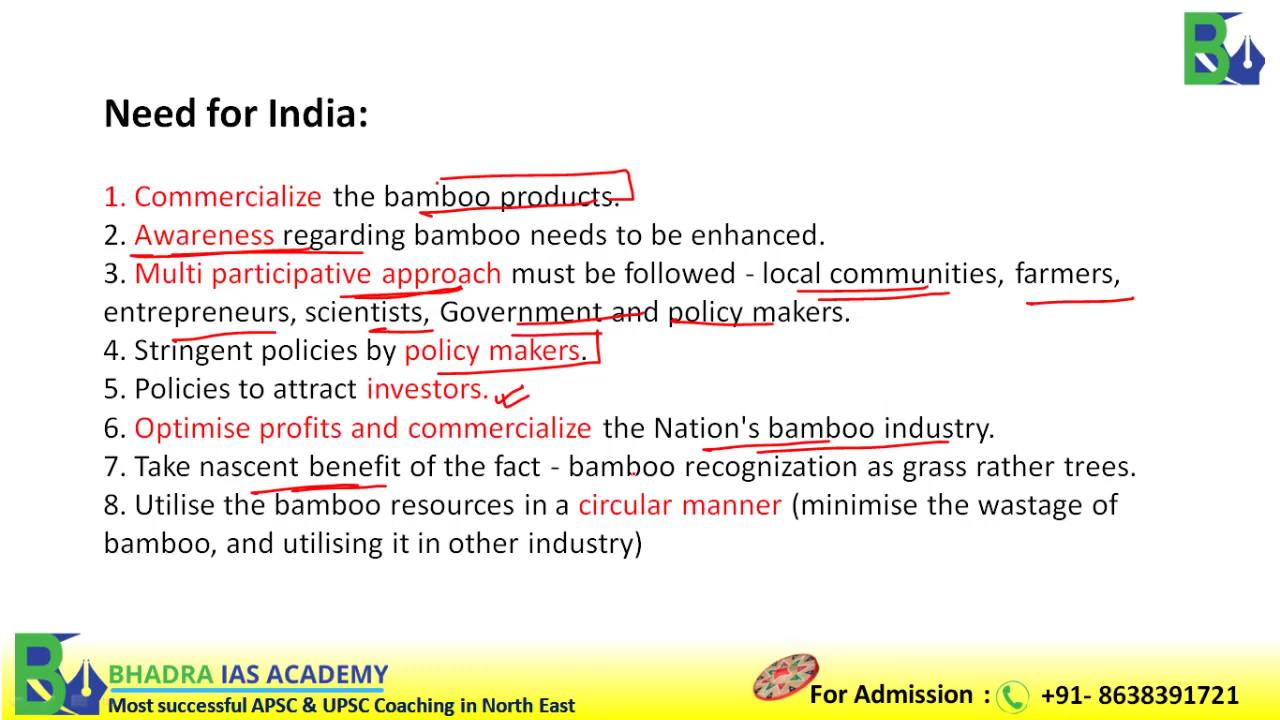 Need for India:
1. Commercialize the bamboo products.
2. Awareness regarding bamboo needs to be enhanced.
3. Multi participative approach must be followed - local communities, farmers,
entrepreneurs, scientists, Government and policy makers.
4. Stringent policies by policy makers.
5. Policies to attract investors.
6. Optimise profits and commercialize the Nation's bamboo industry.
7. Take nascent benefit of the fact - bamboo recognization as grass rather trees.
8. Utilise the bamboo resources in a circular manner (minimise the wastage of
bamboo, and utilising it in other industry)
BHADRA IAS ACADEMY
Most successful APSC & UPSC Coaching in North East
For Admission : +91- 8638391721